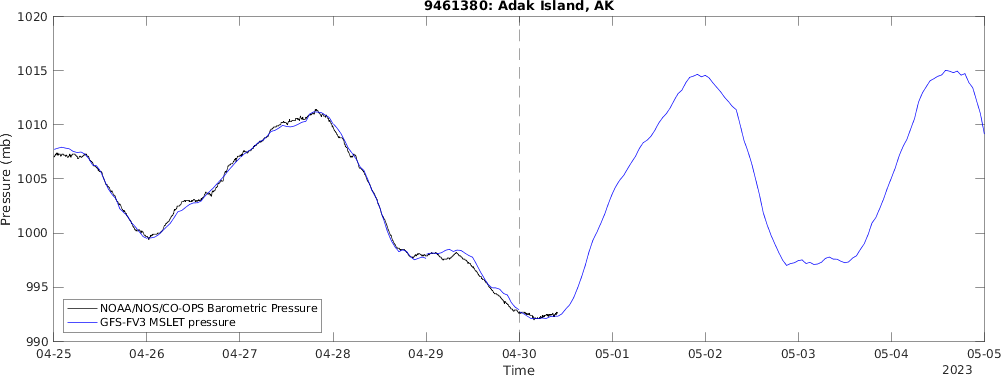 9461380: Adak Island, AK
Pressure (mb)
1020
1015
1010
1005
1000
995
990
NOAA/NOS/CO-OPS Barometric Pressure
GFS-FV3 MSLET pressure
04-25 04-26 04-27 04-28 04-29 04-30 05-01 05-02 05-03 05-04 05-05
Time
2023